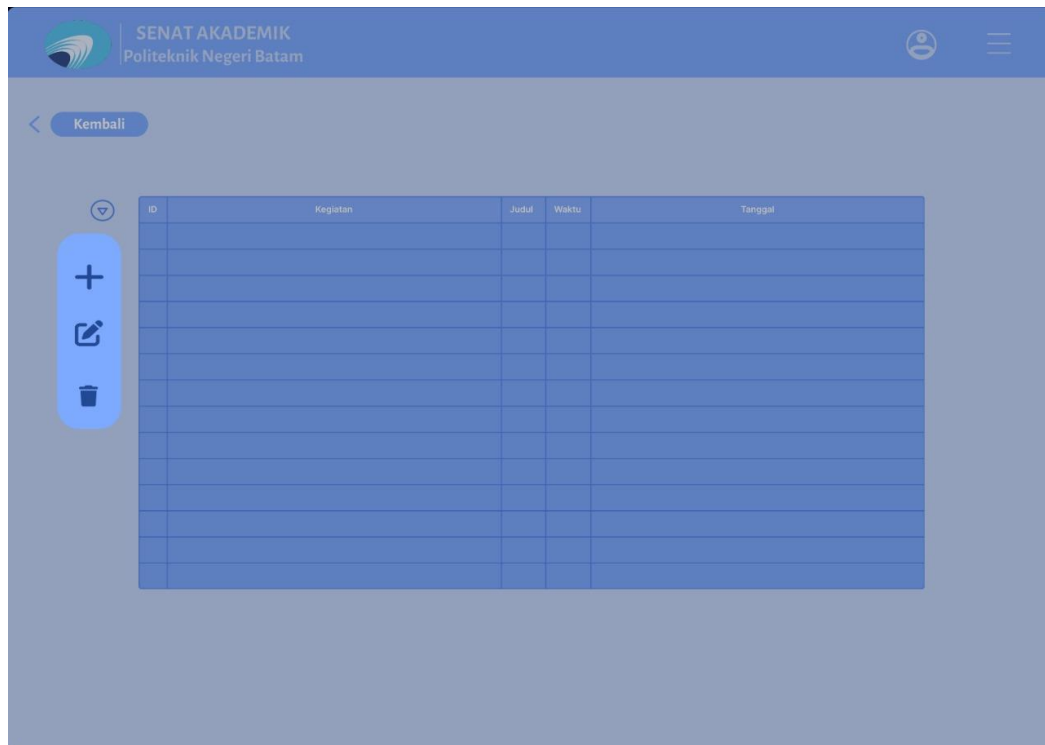 SENAT AKADEMIK
Politeknik Negeri Batam
Kembali
ID Kegiatan Judul Waktu Tanggal